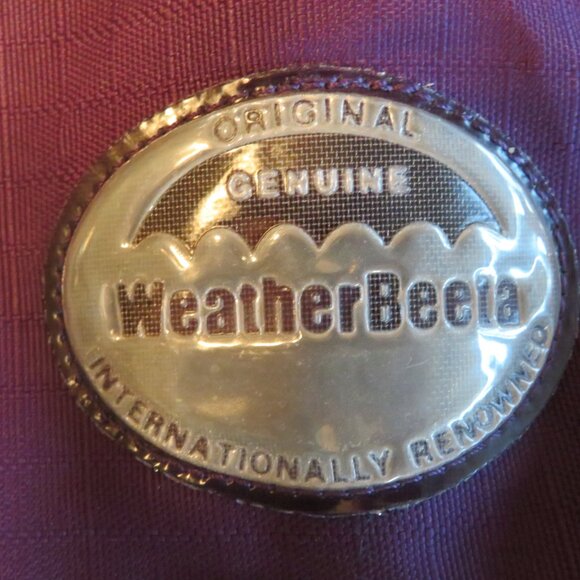 ORIGINAL
GENUINE
WeatherBeeta
INTERNATIONALLY RENOWNED